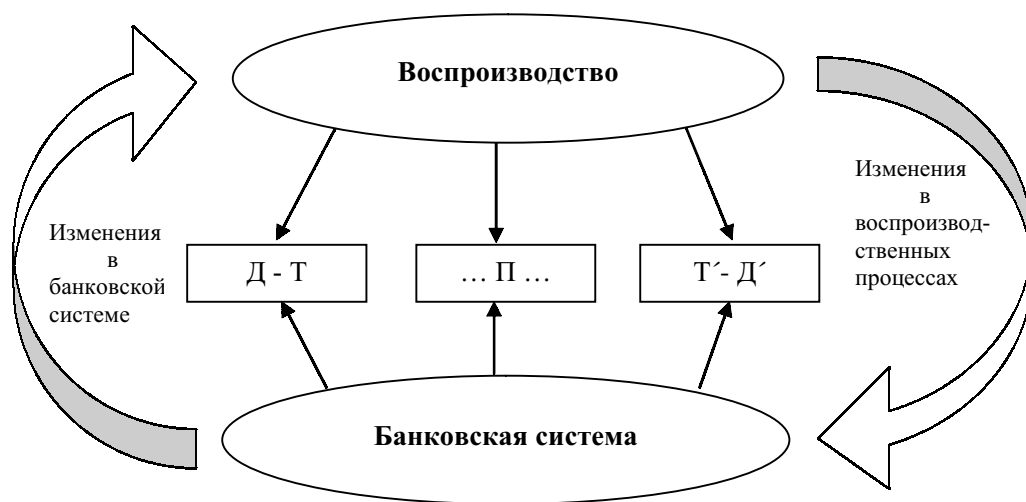 Воспроизводство
Изменения
в
воспроизвод-
ственных
процессах
Изменения
в
банковской
системе
Д - Т
... П ...
Т´- Д´
Банковская система